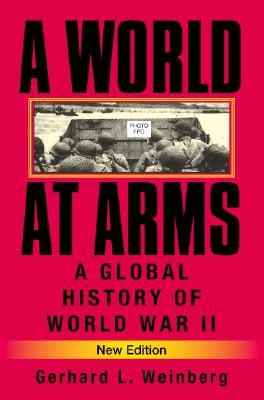 A WORLD
PHOTO
FPO
AT ARMS
A GLOBAL
HISTORY OF
WORLD WAR II
New Edition
Gerhard L. Weinberg